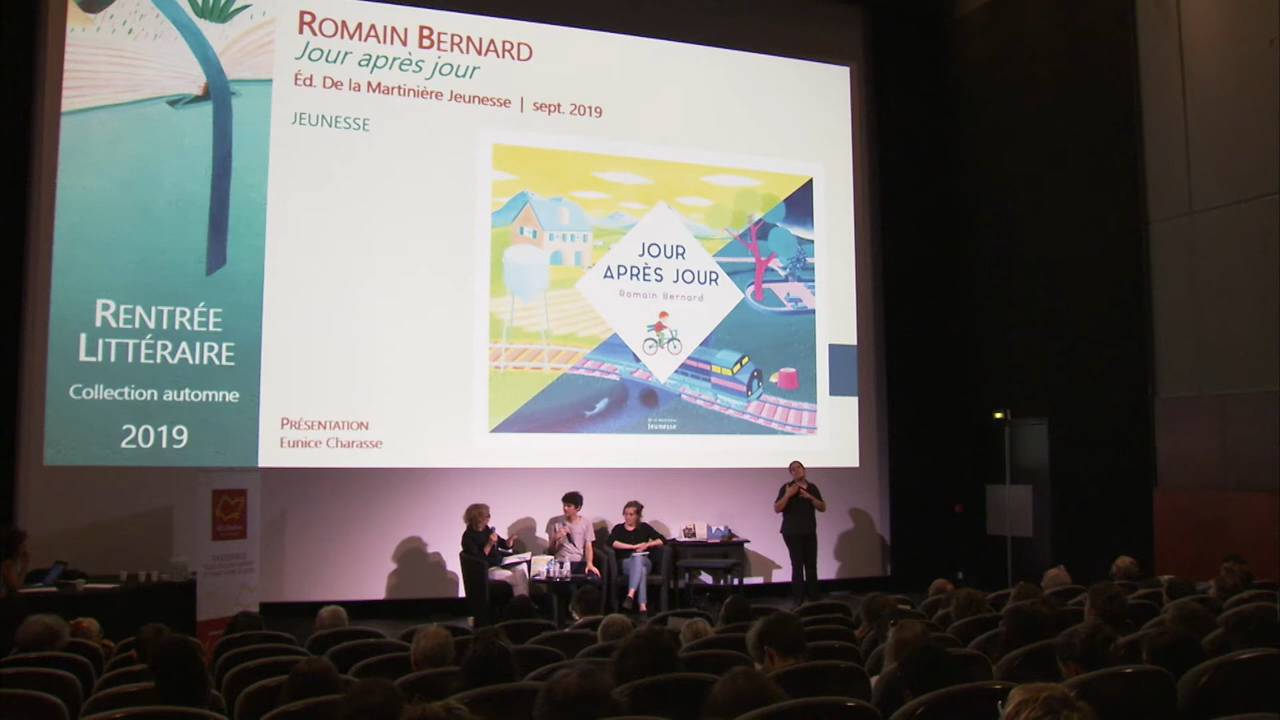 ROMAIN BERNARD
Jour après jour
Éd. De la Martinière Jeunesse | sept. 2019
JEUNESSE
JOUR
APRÈS JOUR
Romain Bernard
Jeunesse
RENTRÉE
LITTÉRAIRE
Collection automne
2019
PRÉSENTATION
Eunice Charasse